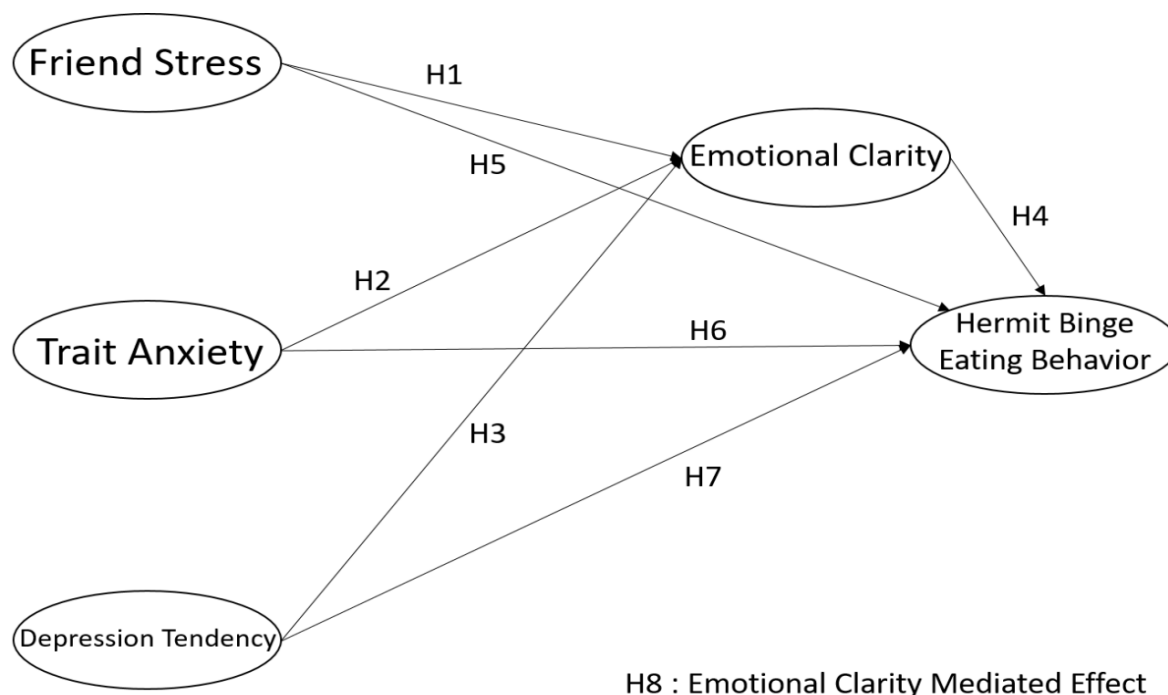 Friend Stress
H1
Emotional Clarity
H5
H4
H2
Hermit Binge
Eating Behavior
H6
Trait Anxiety
H3
H7
Depression Tendency
H8 : Emotional Clarity Mediated Effect